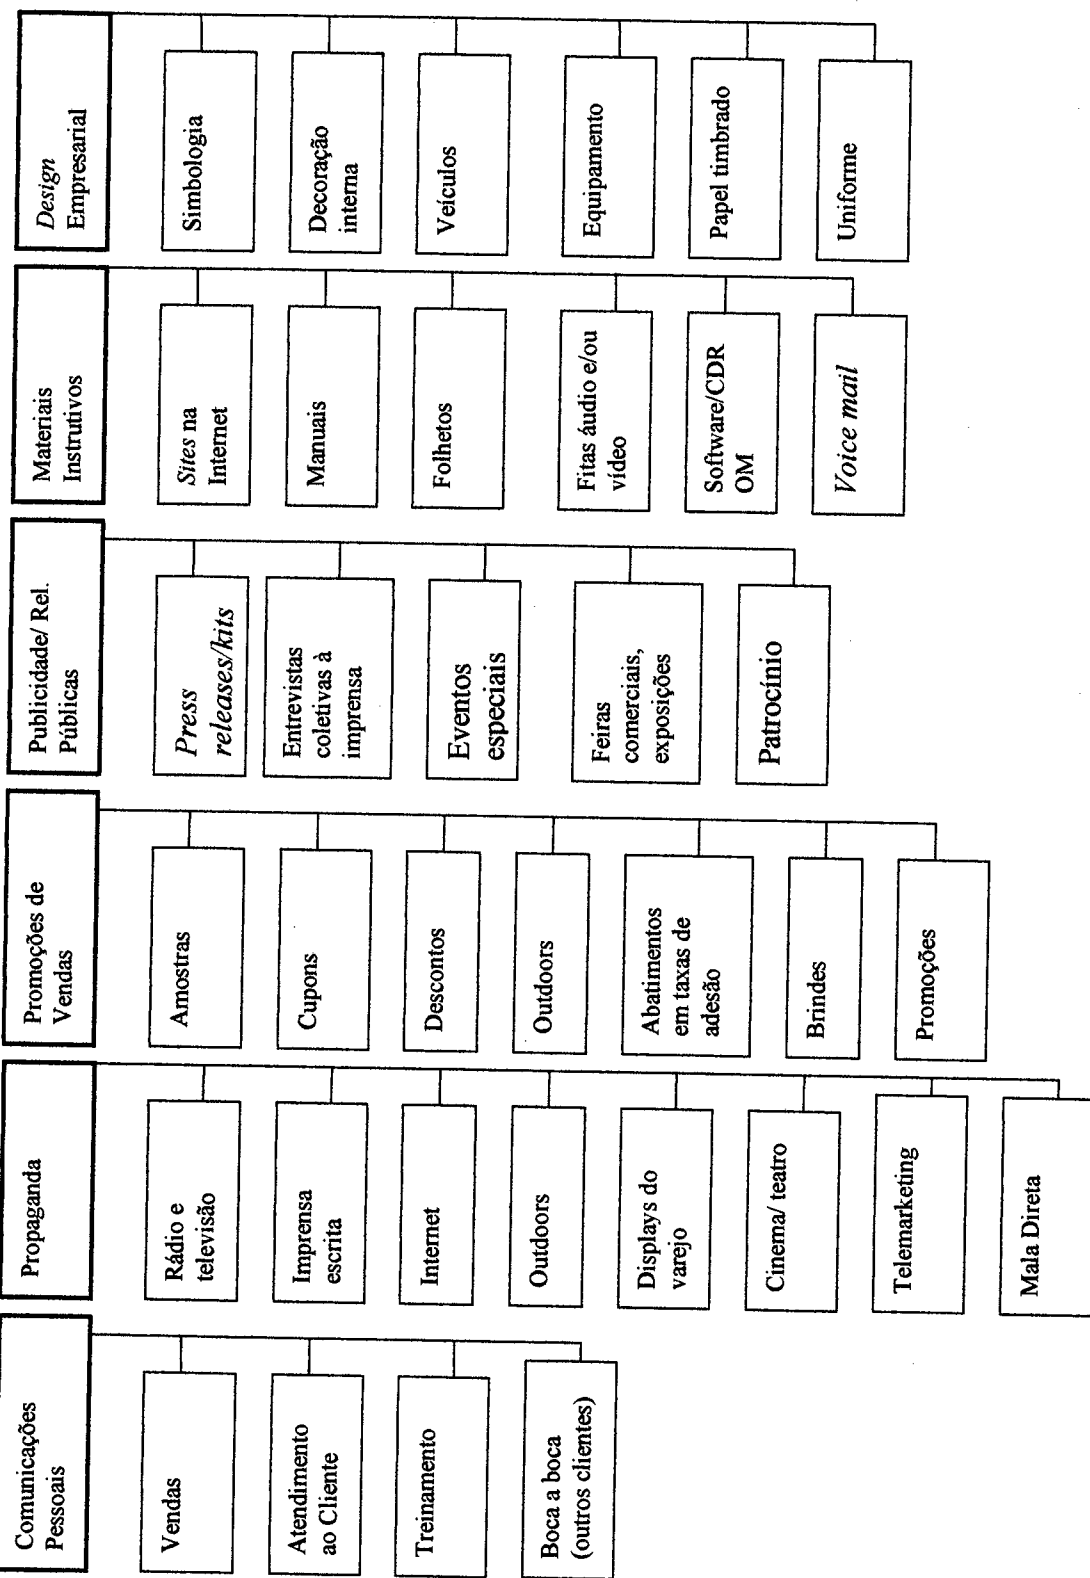 Comunicações
Pessoais
Vendas
Atendimento
ao Cliente
Treinamento
Boca a boca
(outros clientes)
Propaganda
Rádio e
televisão
Imprensa
escrita
Internet
Outdoors
Displays do
varejo
Cinema/ teatro
Telemarketing
Mala Direta
Promoções de
Vendas
Amostras
Cupons
Descontos
Outdoors
Abatimentos
em taxas de
adesão
Brindes
Promoções
Publicidade/ Rel.
Públicas
Press
releases/kits
Entrevistas
coletivas à
imprensa
Eventos
especiais
Feiras
comerciais,
exposições
Patrocínio
Materiais
Instrutivos
Sites na
Internet
Manuais
Folhetos
Fitas áudio e/ou
vídeo
Software/CDR
OM
Voice mail
Design
Empresarial
Simbologia
Decoração
interna
Veículos
Equipamento
Papel timbrado
Uniforme